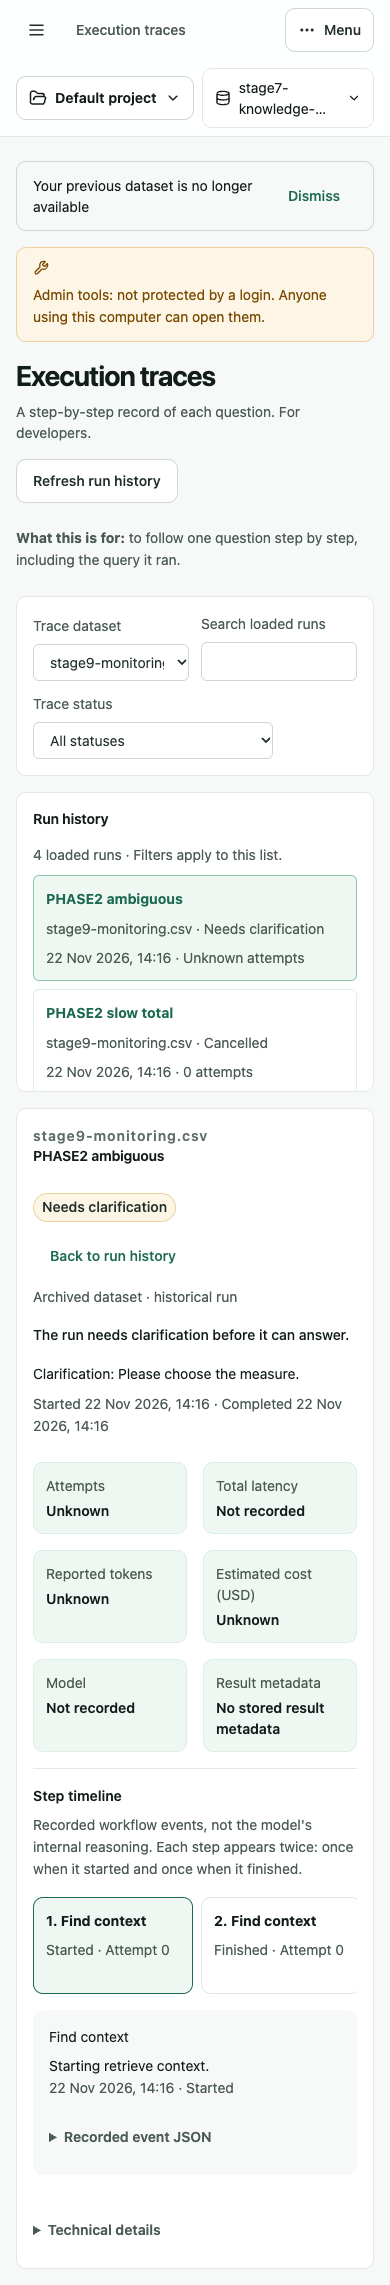 Execution traces
Menu
Default project
stage7-
knowledge-...
Your previous dataset is no longer
available
Dismiss
Admin tools: not protected by a login. Anyone
using this computer can open them.
Execution traces
A step-by-step record of each question. For
developers.
Refresh run history
What this is for: to follow one question step by step,
including the query it ran.
Trace dataset
Search loaded runs
stage9-monitoring
Trace status
All statuses
Run history
4 loaded runs · Filters apply to this list.
PHASE2 ambiguous
stage9-monitoring.csv · Needs clarification
22 Nov 2026, 14:16 · Unknown attempts
PHASE2 slow total
stage9-monitoring.csv · Cancelled
22 Nov 2026, 14:16 · 0 attempts
stage9-monitoring.csv
PHASE2 ambiguous
Needs clarification
Back to run history
Archived dataset · historical run
The run needs clarification before it can answer.
Clarification: Please choose the measure.
Started 22 Nov 2026, 14:16 · Completed 22 Nov
2026, 14:16
Attempts
Unknown
Total latency
Not recorded
Reported tokens
Unknown
Estimated cost
(USD)
Unknown
Model
Not recorded
Result metadata
No stored result
metadata
Step timeline
Recorded workflow events, not the model's
internal reasoning. Each step appears twice: once
when it started and once when it finished.
1. Find context
Started · Attempt 0
2. Find context
Finished · Attempt 0
Find context
Starting retrieve context.
22 Nov 2026, 14:16 · Started
Recorded event JSON
Technical details